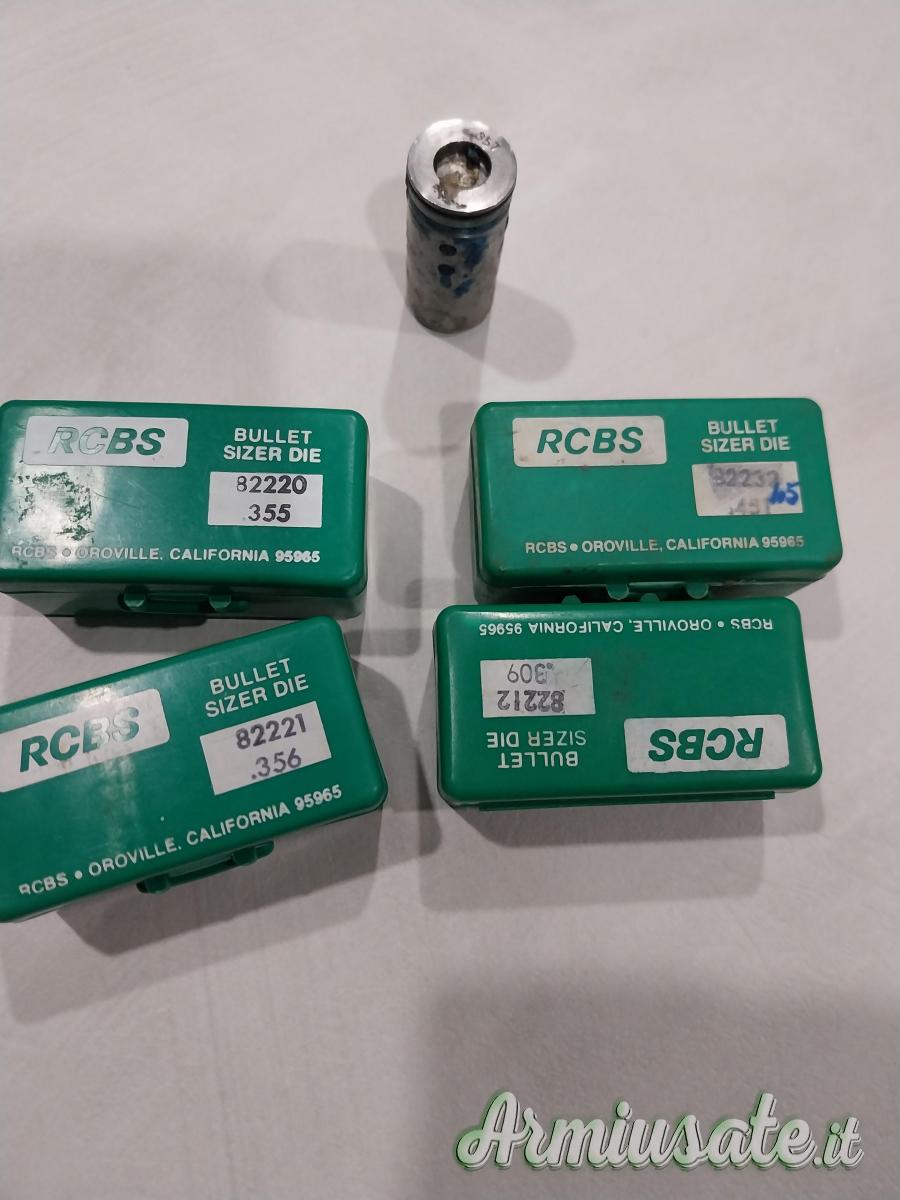 RCBS
BULLET
SIZER DIE
82220
.355
RCBS • OROVILLE, CALIFORNIA 95965
RCBS
BULLET
SIZER DIE
RCBS • OROVILLE, CALIFORNIA 95965
RCBS
BULLET
SIZER DIE
82221
.356
RCBS • OROVILLE, CALIFORNIA 95965
RCBS
BULLET
SIZER DIE
82212
.309
RCBS • OROVILLE, CALIFORNIA 95965
Armiusate.it